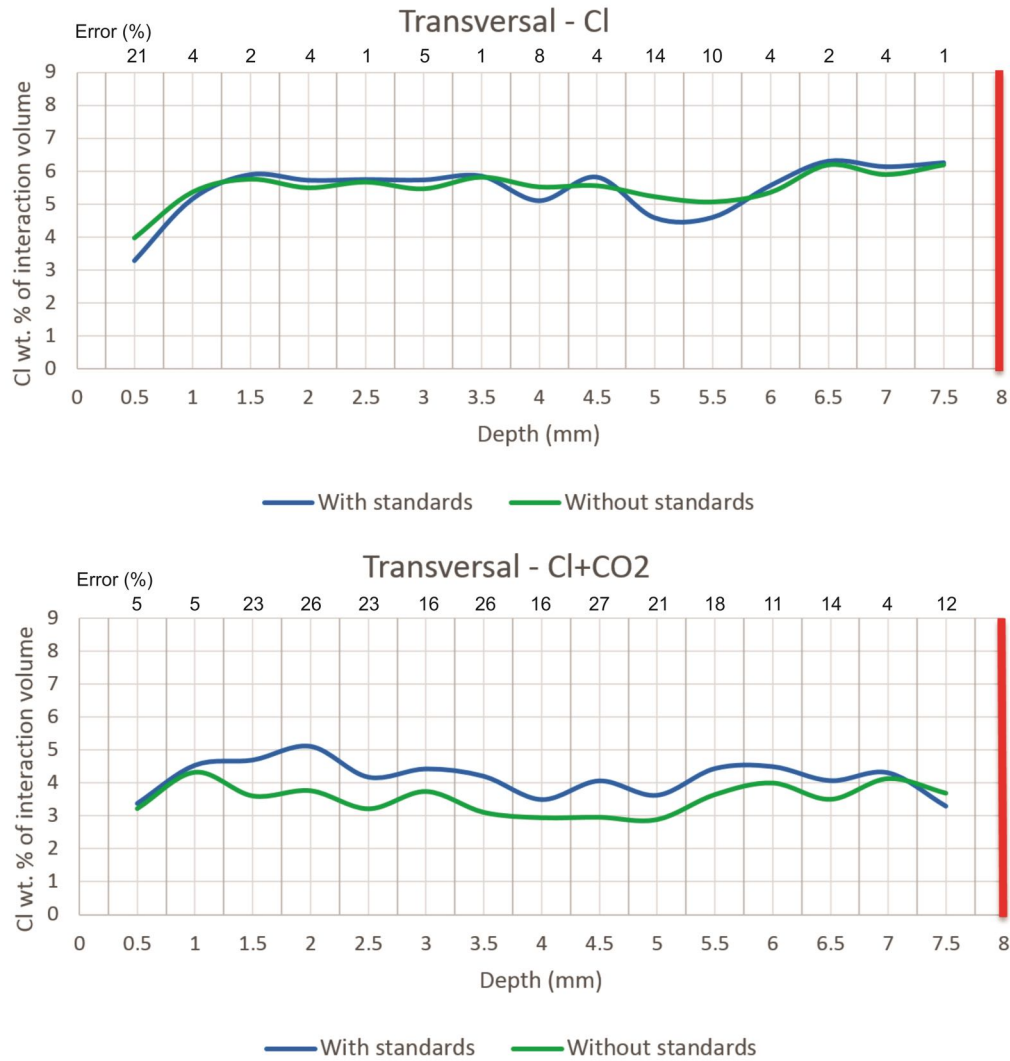 Transversal - Cl
Error (%)
21 4 2 4 1 5 1 8 4 14 10 4 2 4 1
Cl wt. % of interaction volume
9
8
7
6
5
4
3
2
1
0
0 0.5 1 1.5 2 2.5 3 3.5 4 4.5 5 5.5 6 6.5 7 7.5 8
Depth (mm)
With standards Without standards
Transversal - Cl+CO2
Error (%)
5 5 23 26 23 16 26 16 27 21 18 11 14 4 12
Cl wt. % of interaction volume
9
8
7
6
5
4
3
2
1
0
0 0.5 1 1.5 2 2.5 3 3.5 4 4.5 5 5.5 6 6.5 7 7.5 8
Depth (mm)
With standards Without standards